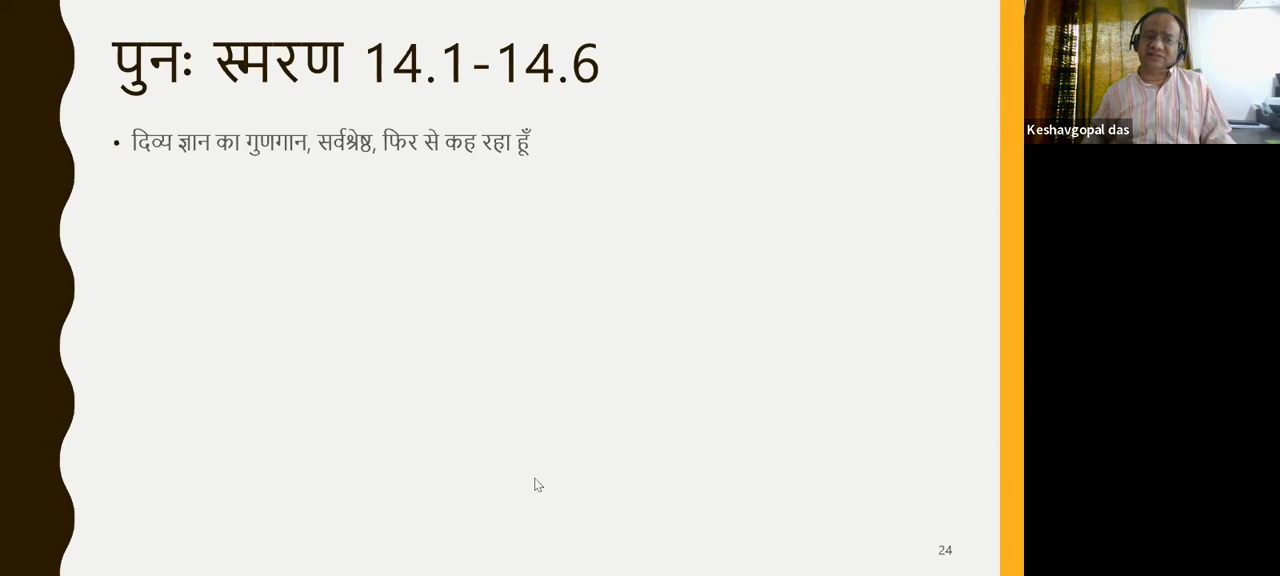 पुनः स्मरण 14.1-14.6
• दिव्य ज्ञान का गुणगान, सर्वश्रेष्ठ, फिर से कह रहा हूँ
Keshavgopal das
24